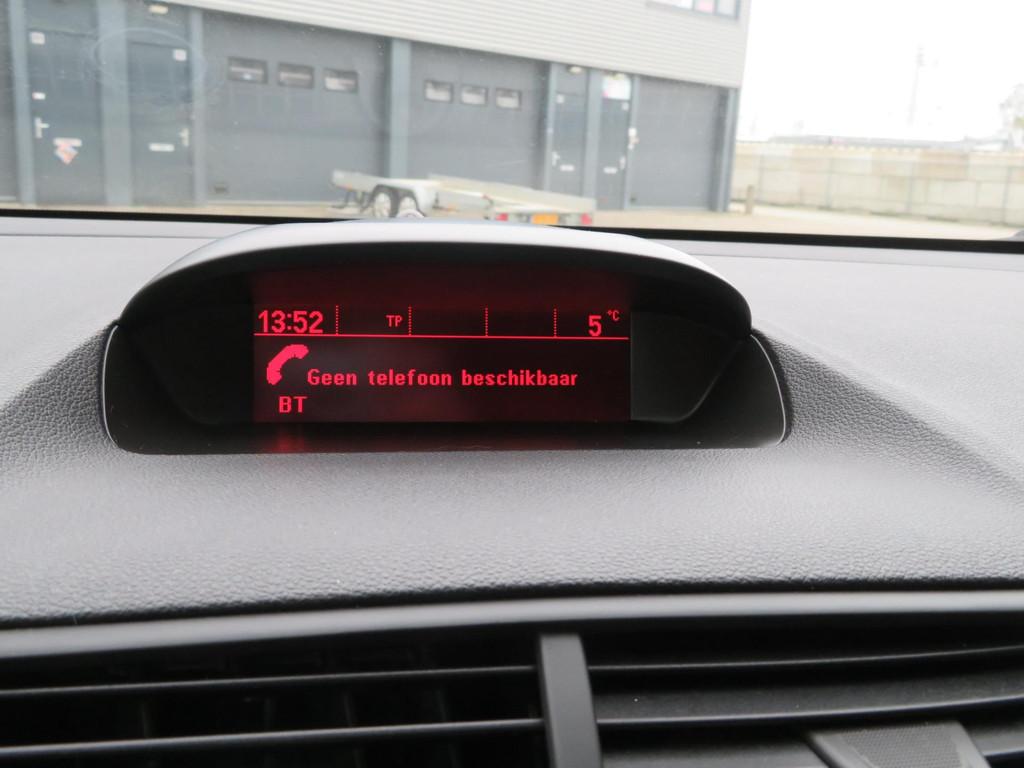 13:52 TP 5 °C
Geen telefoon beschikbaar
BT